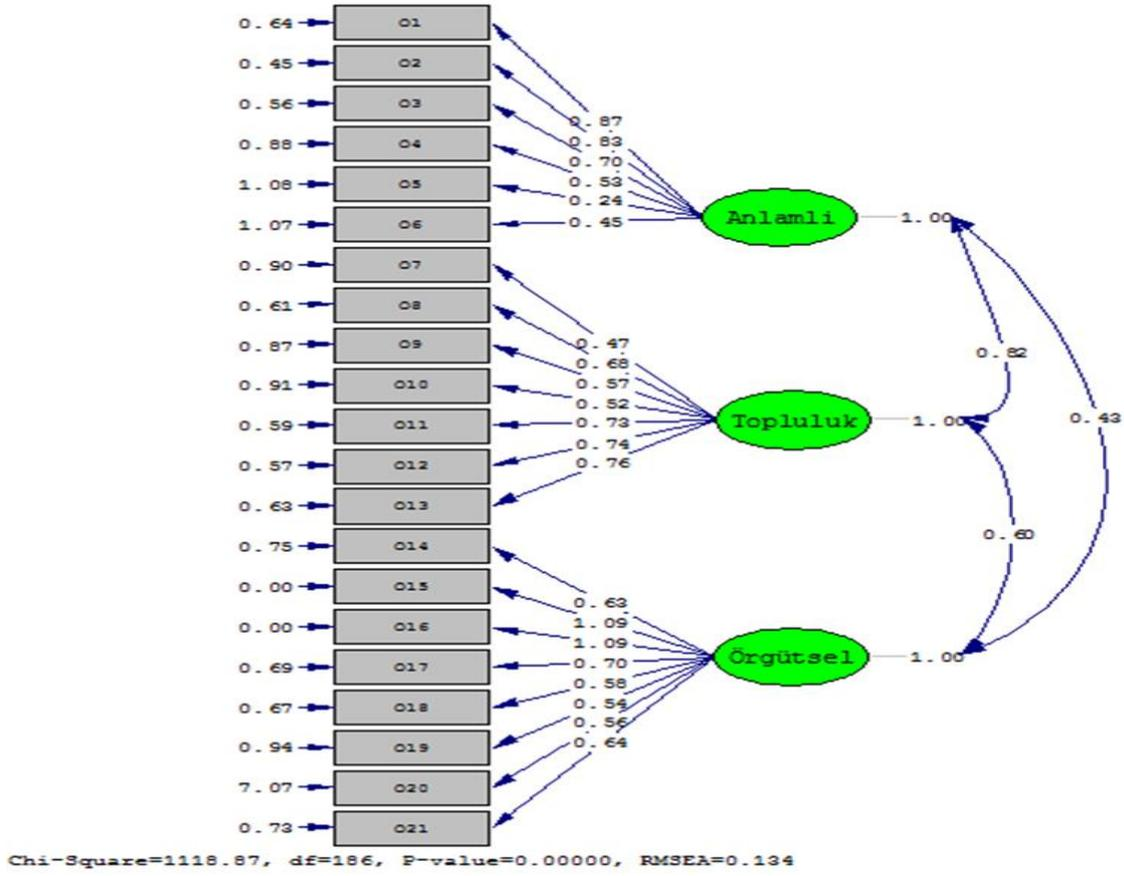 0.64 O1
0.45 O2
0.56 O3
0.88 O4
1.08 O5
1.07 O6
0.90 O7
0.61 O8
0.87 O9
0.91 O10
0.59 O11
0.57 O12
0.63 O13
0.75 O14
0.00 O15
0.00 O16
0.69 O17
0.67 O18
0.94 O19
7.07 O20
0.73 O21
0.87
0.83
0.70
0.53
0.24
0.45
0.47
0.68
0.57
0.52
0.73
0.74
0.76
0.63
1.09
1.09
0.70
0.58
0.54
0.56
0.64
Anlamli 1.00
Topluluk 1.00
Örgütsel 1.00
0.82
0.43
0.60
Chi-Square=1118.87, df=186, P-value=0.00000, RMSEA=0.134